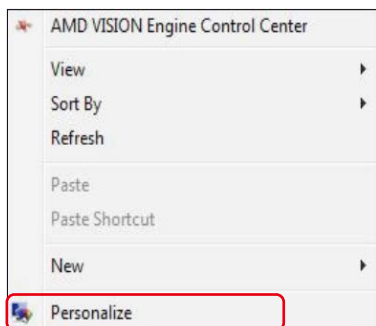 AMD VISION Engine Control Center
View
Sort By
Refresh
Paste
Paste Shortcut
New
Personalize